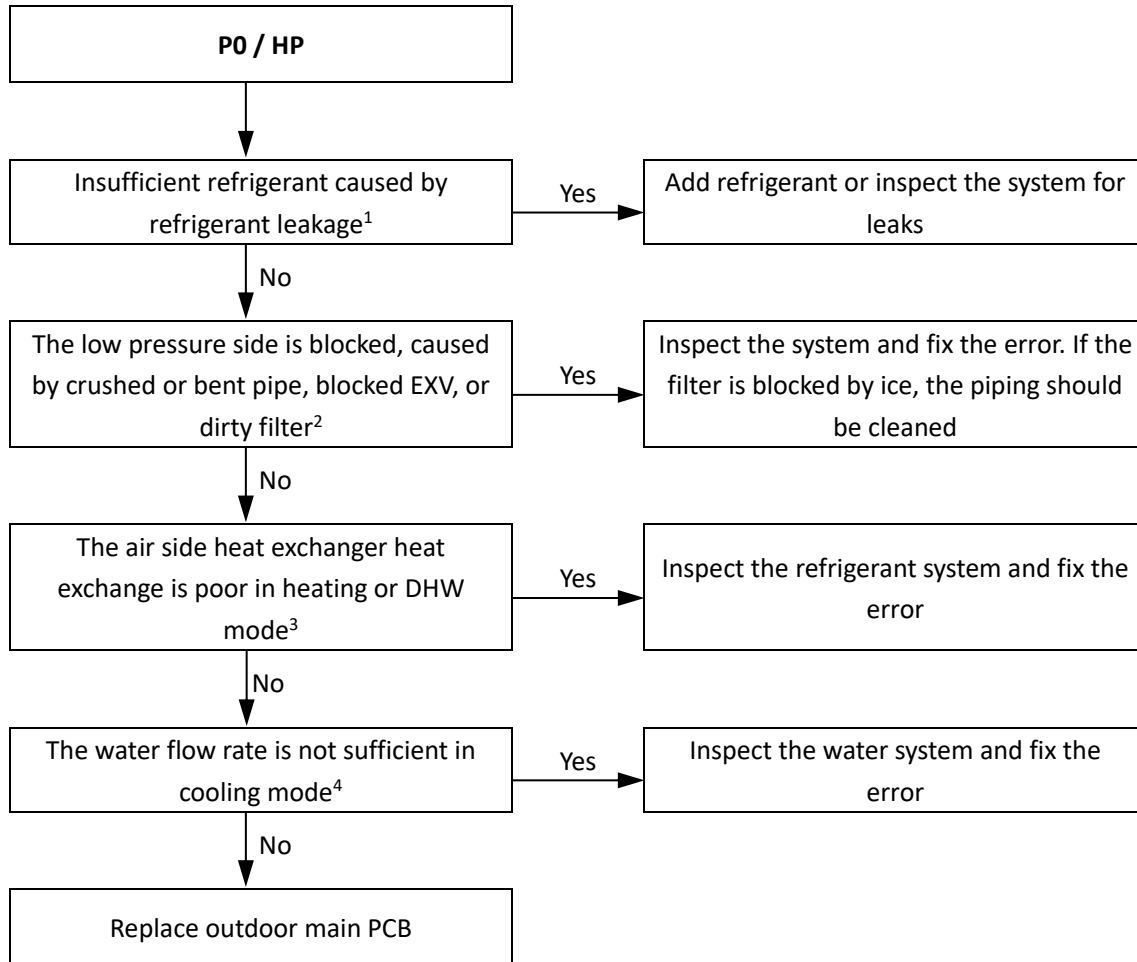 P0 / HP
Insufficient refrigerant caused by
refrigerant leakage1
Yes
Add refrigerant or inspect the system for
leaks
No
The low pressure side is blocked, caused
by crushed or bent pipe, blocked EXV, or
dirty filter2
Yes
Inspect the system and fix the error. If the
filter is blocked by ice, the piping should
be cleaned
No
The air side heat exchanger heat
exchange is poor in heating or DHW
mode3
Yes
Inspect the refrigerant system and fix the
error
No
The water flow rate is not sufficient in
cooling mode4
Yes
Inspect the water system and fix the
error
No
Replace outdoor main PCB